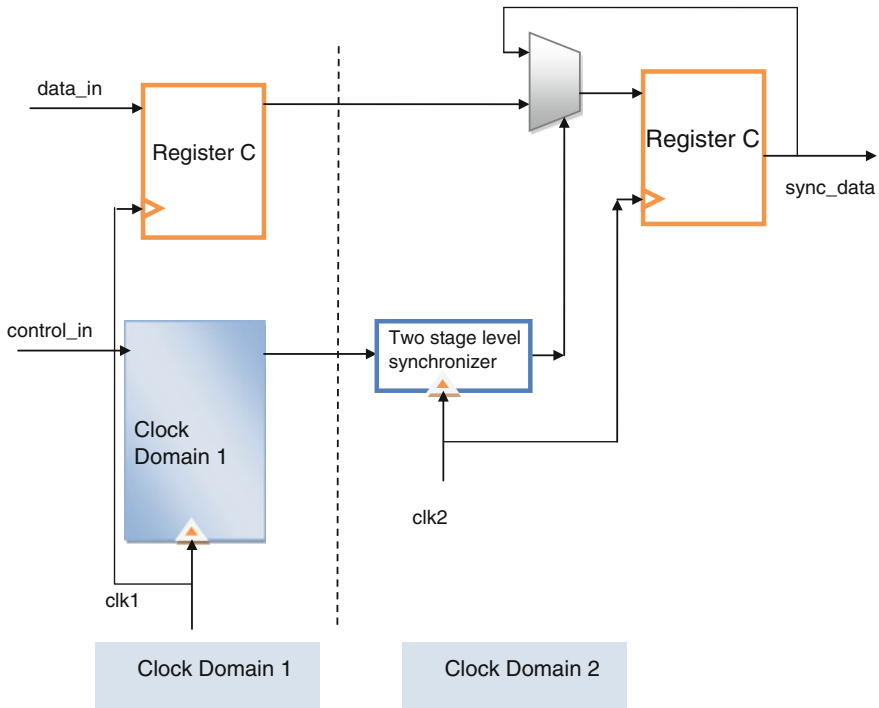 data_in
Register C
Register C
sync_data
control_in
Two stage level
synchronizer
Clock
Domain 1
clk2
clk1
Clock Domain 1
Clock Domain 2